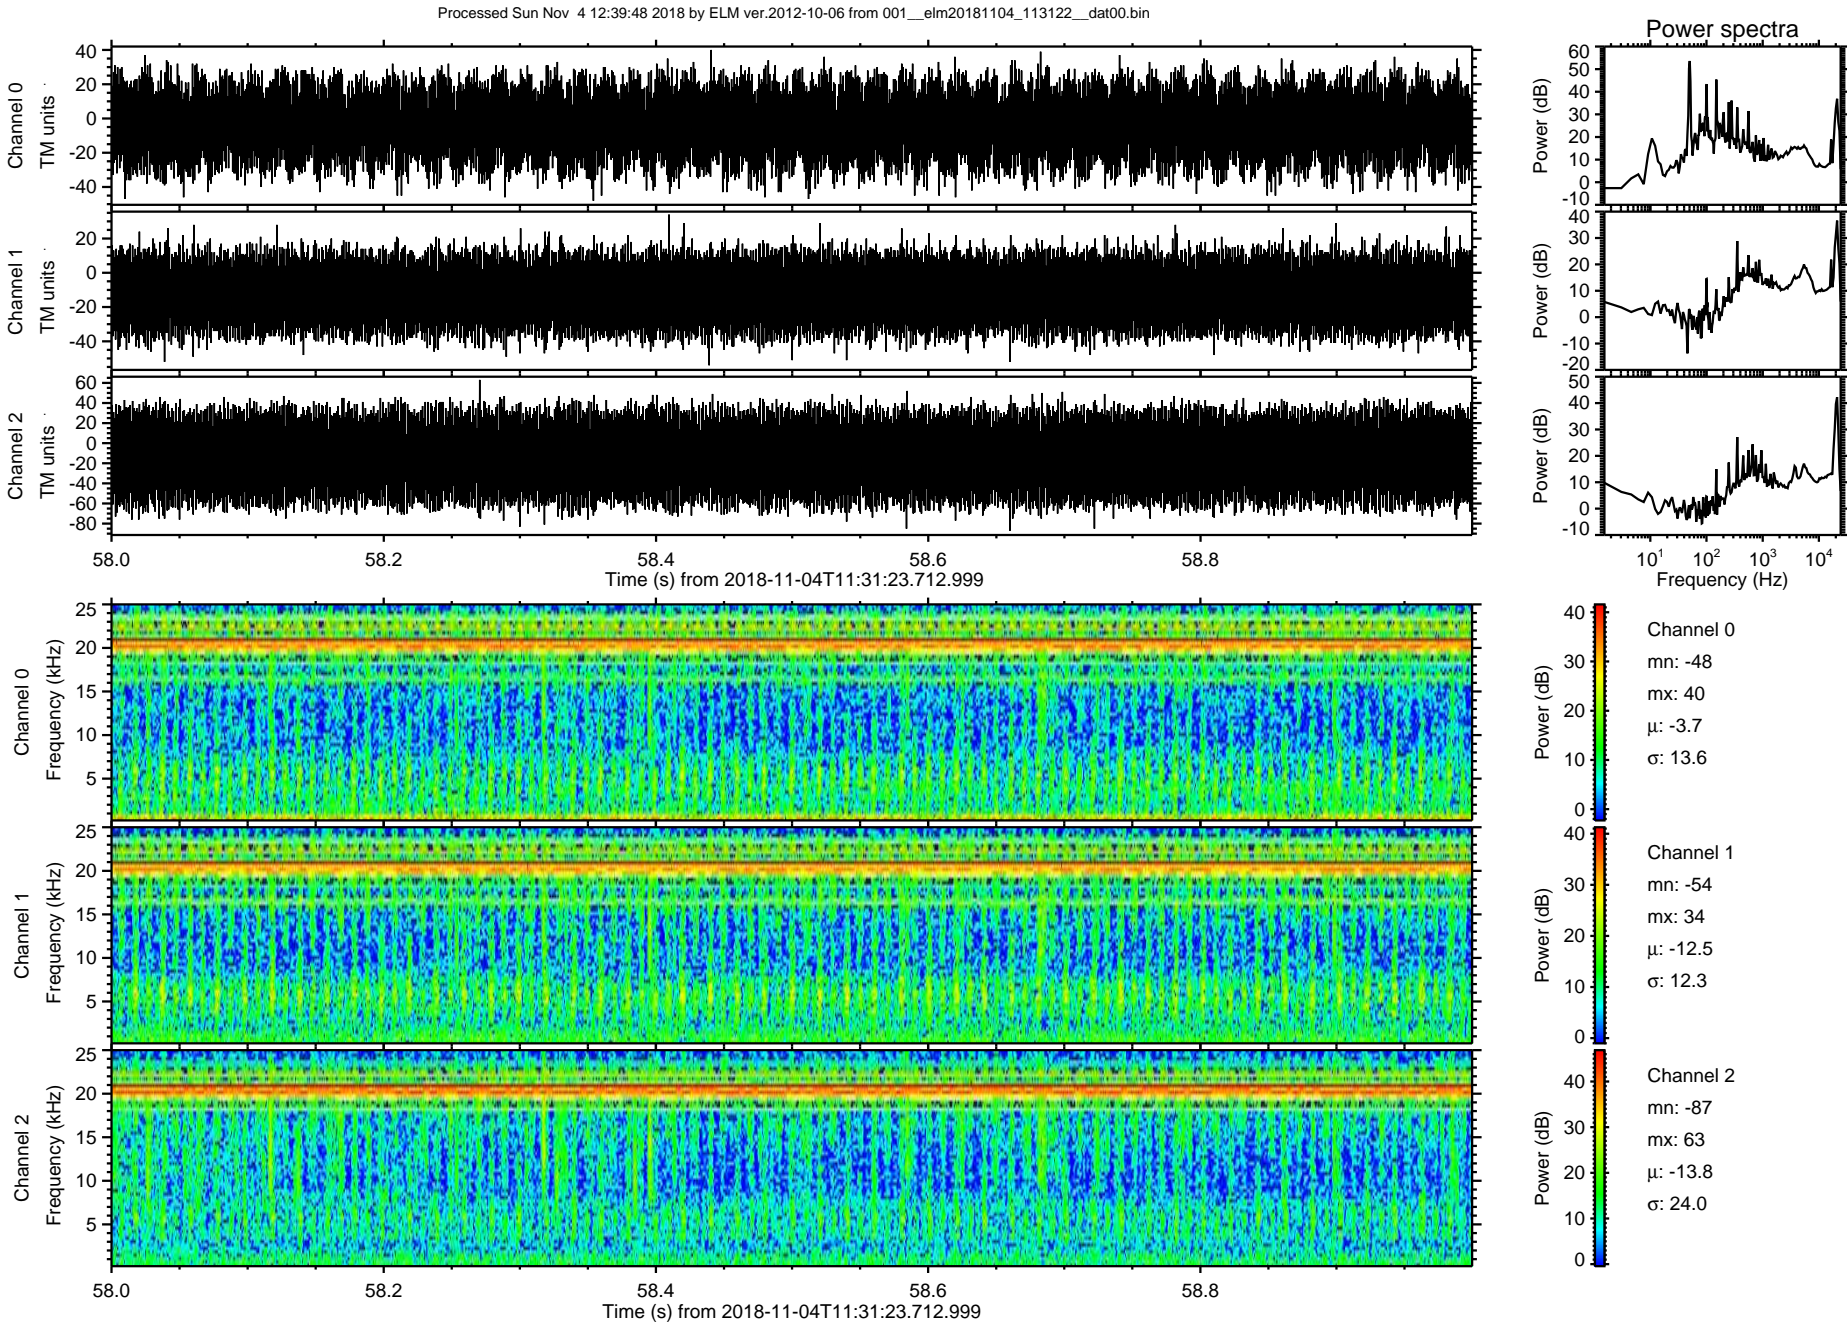 Processed Sun Nov  4 12:39:48 2018 by ELM ver.2012-10-06 from 001__elm20181104_113122__dat00.bin
Power spectra
Channel 0
TM units
40
20
0
-20
-40
Power (dB)
60
50
40
30
20
10
0
-10
Channel 1
TM units
20
0
-20
-40
Power (dB)
40
30
20
10
0
-10
-20
Channel 2
TM units
60
40
20
0
-20
-40
-60
-80
Power (dB)
50
40
30
20
10
0
-10
58.0 58.2 58.4 58.6 58.8
Time (s) from 2018-11-04T11:31:23.712.999
10^1 10^2 10^3 10^4
Frequency (Hz)
Channel 0
Frequency (kHz)
25
20
15
10
5
Power (dB)
40
30
20
10
0
Channel 0
mn: -48
mx: 40
μ: -3.7
σ: 13.6
Channel 1
Frequency (kHz)
25
20
15
10
5
Power (dB)
40
30
20
10
0
Channel 1
mn: -54
mx: 34
μ: -12.5
σ: 12.3
Channel 2
Frequency (kHz)
25
20
15
10
5
Power (dB)
40
30
20
10
0
Channel 2
mn: -87
mx: 63
μ: -13.8
σ: 24.0
58.0 58.2 58.4 58.6 58.8
Time (s) from 2018-11-04T11:31:23.712.999